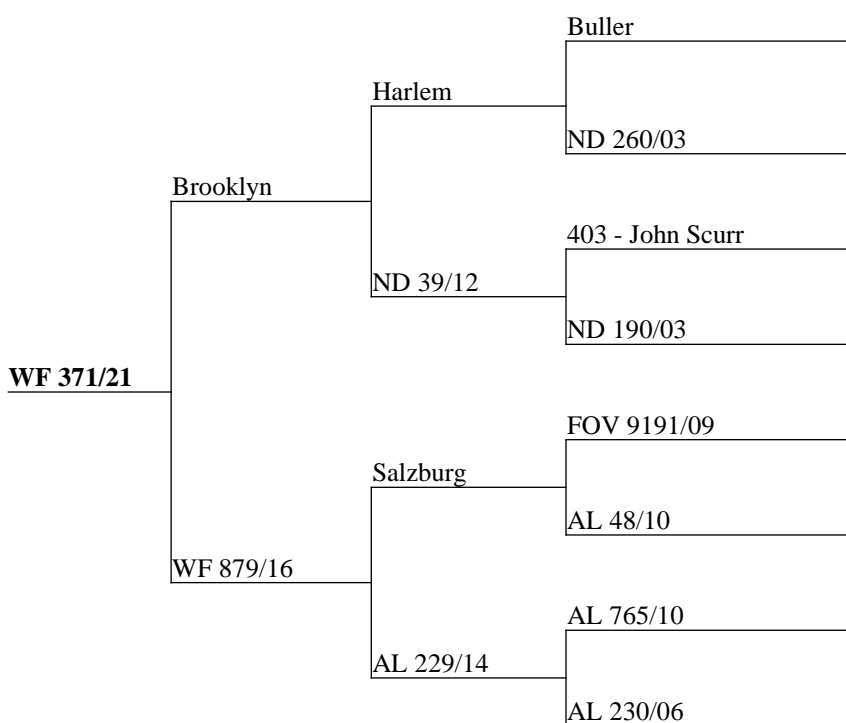 Buller
Harlem
ND 260/03
Brooklyn
403 - John Scurr
ND 39/12
ND 190/03
WF 371/21
FOV 9191/09
Salzburg
AL 48/10
WF 879/16
AL 765/10
AL 229/14
AL 230/06